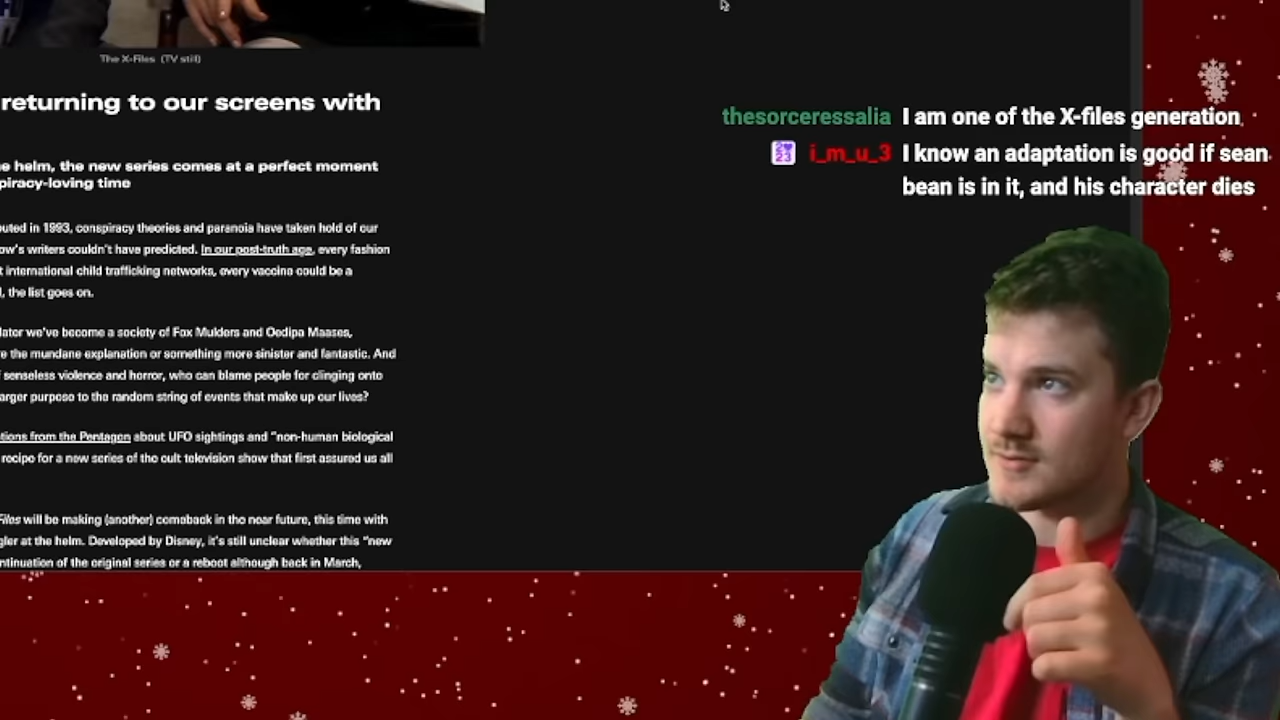 The X-Files (TV still)
returning to our screens with
e helm, the new series comes at a perfect moment
piracy-loving time
uted in 1993, conspiracy theories and paranoia have taken hold of our
ow's writers couldn't have predicted. In our post-truth age, every fashion
t international child trafficking networks, every vaccine could be a
, the list goes on.
later we've become a society of Fox Mulders and Oedipa Maases,
e the mundane explanation or something more sinister and fantastic. And
f senseless violence and horror, who can blame people for clinging onto
arger purpose to the random string of events that make up our lives?
tions from the Pentagon about UFO sightings and "non-human biological
recipe for a new series of the cult television show that first assured us all
Files will be making (another) comeback in the near future, this time with
gler at the helm. Developed by Disney, it's still unclear whether this "new
ntinuation of the original series or a reboot although back in March,
thesorceressalia I am one of the X-files generation
i_m_u_3 I know an adaptation is good if sean
bean is in it, and his character dies